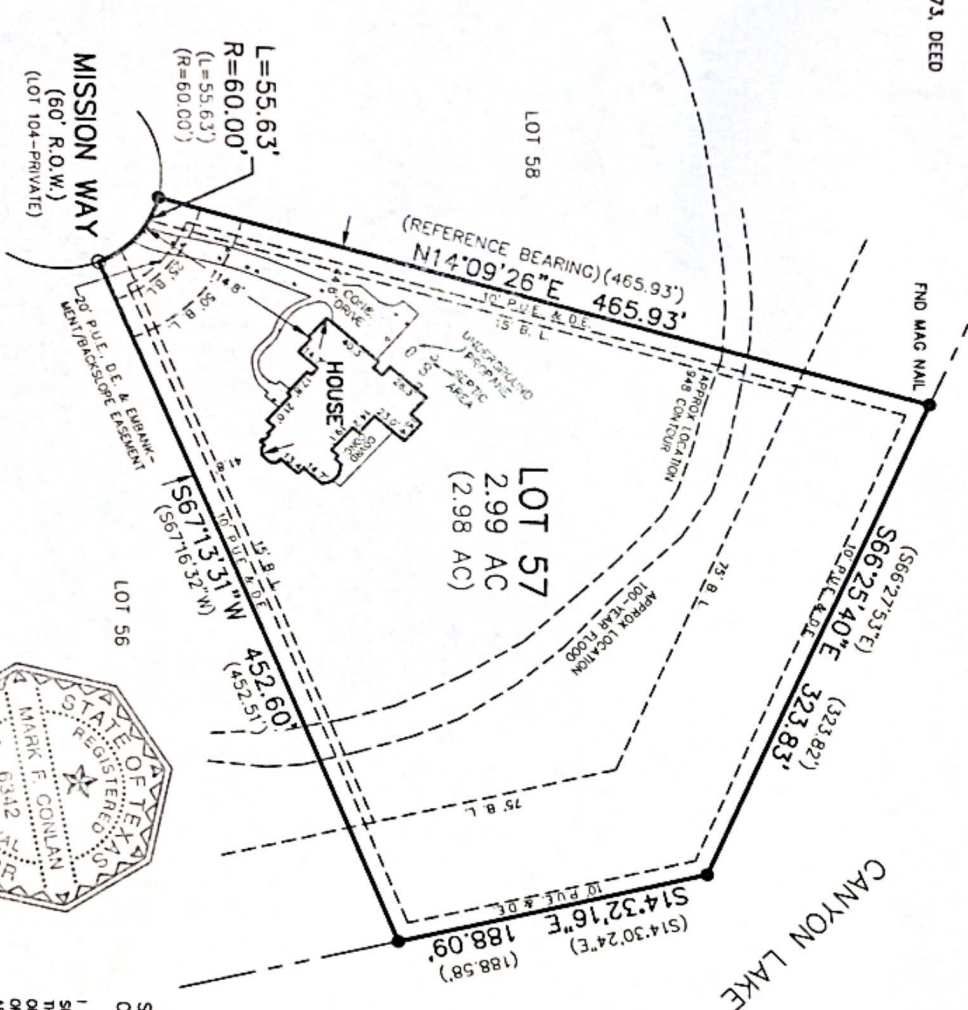 73, DEED
FND MAG NAIL
LOT 58
L=55.63'
R=60.00'
(L=55.63')
(R=60.00')
MISSION WAY
(60' R.O.W.)
(LOT 104-PRIVATE)
(REFERENCE BEARING)(465.93')
N14°09'26"E 465.93'
10' P.U.E. & D.E.
15' B. L.
(S66°27'53"E) (323.82')
S66°25'40"E 323.83'
10' P.U.E. & D.E.
75' B. L.
APPROX LOCATION
948 CONTOUR
APPROX LOCATION
100-YEAR FLOOD
UNDERGROUND
PROPANE
SEPTIC
AREA
CONC
DRIVE
HOUSE
COV'D
CONC
114.8'
LOT 57
2.99 AC
(2.98 AC)
25' B. L.
20' P.U.E., D.E. & EMBANK-
MENT/BACKSLOPE EASEMENT
15' B. L.
10' P.U.E. & D.E.
S67°13'31"W 452.60'
(S67°16'32"W) (452.51')
LOT 56
75' B. L.
10' P.U.E. & D.E.
S14°32'16"E 188.09'
(S14°30'24"E) (188.58')
CANYON LAKE
STATE OF TEXAS
REGISTERED
MARK F. CONLAN
6342